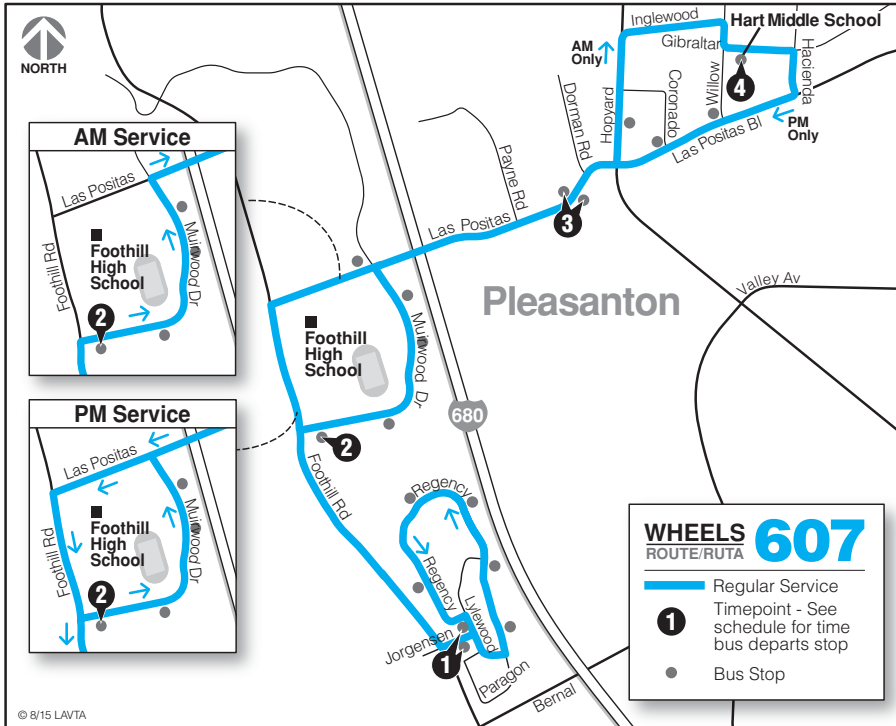 NORTH
Inglewood
Hart Middle School
Gibraltar
AM
Only
Hacienda
4
Willow
Coronado
Hopyard
Dorman Rd
PM
Only
Las Positas Bl
Payne Rd
3
Las Positas
Valley Av
Pleasanton
Muirwood Dr
Foothill
High
School
680
2
Foothill Rd
Regency
Regency
Lylewood
Jorgensen
1
Paragon
Bernal
AM Service
Las Positas
Foothill Rd
Muirwood Dr
Foothill
High
School
2
PM Service
Las Positas
Foothill Rd
Muirwood Dr
Foothill
High
School
2
WHEELS 607
ROUTE/RUTA
Regular Service
1 Timepoint - See
schedule for time
bus departs stop
Bus Stop
© 8/15 LAVTA